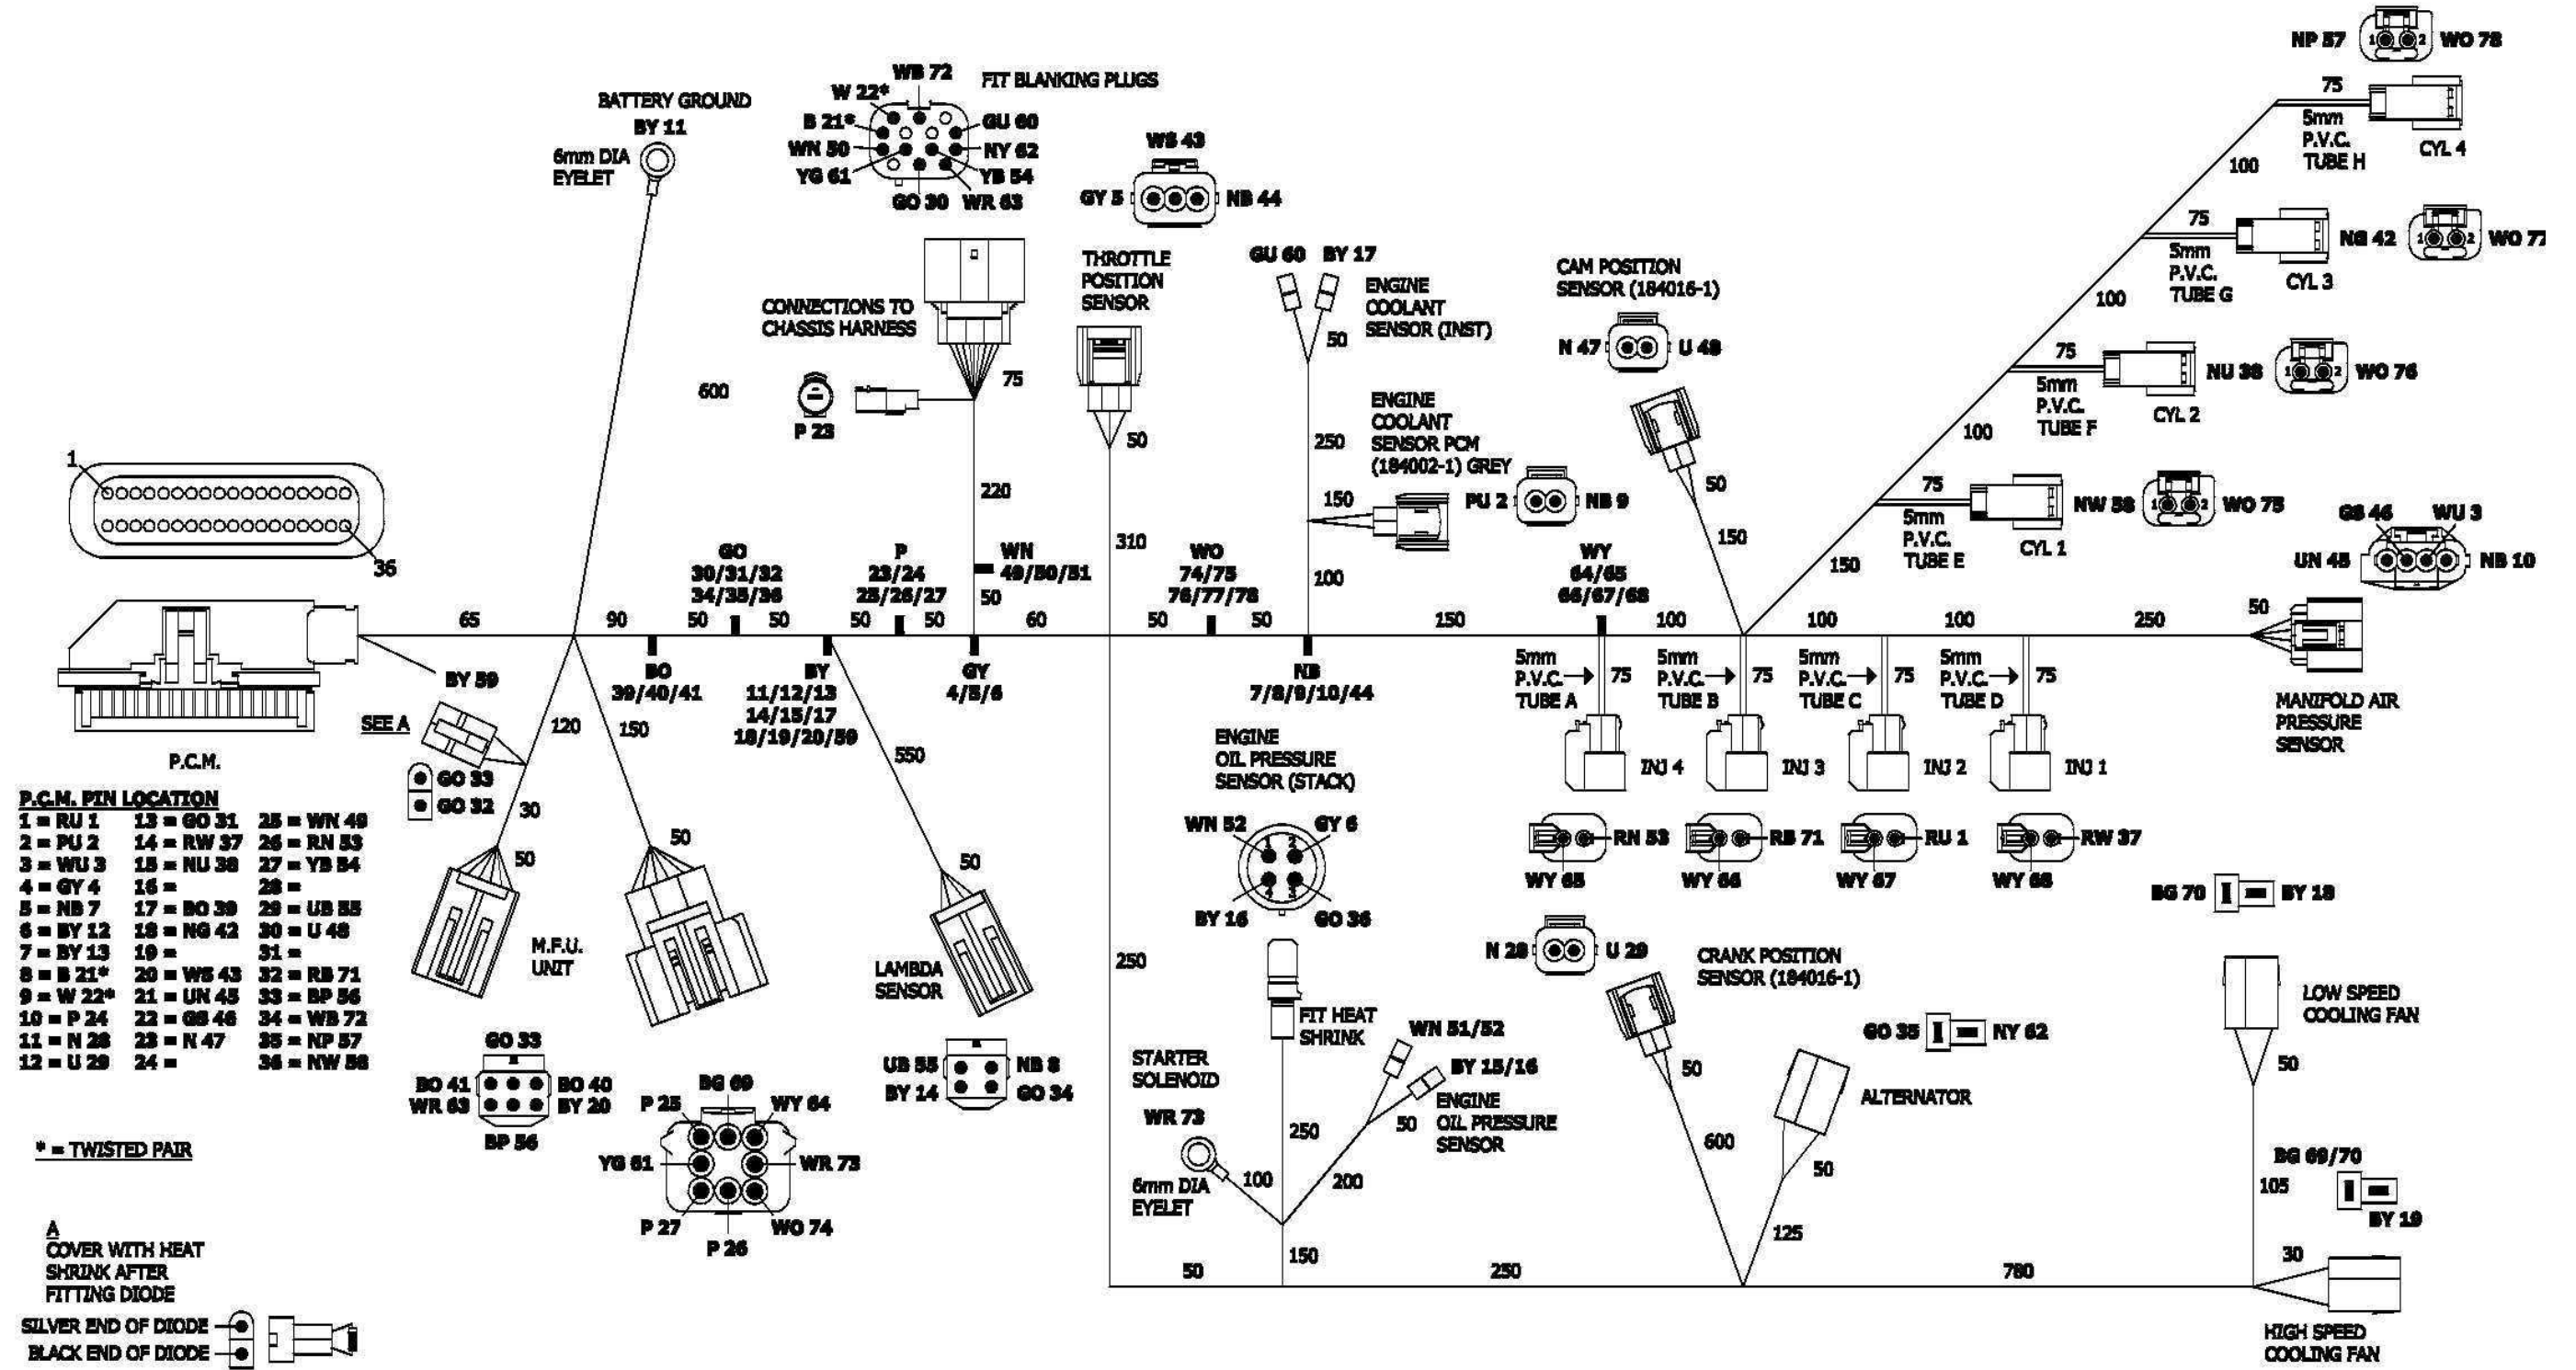 NP 57
1
2
WO 78
75
5mm
P.V.C.
TUBE H
CYL 4
100
BATTERY GROUND
BY 11
6mm DIA
EYELET
WB 72
W 22*
B 21*
WN 50
YG 61
GO 30
WR 63
YB 54
NY 62
GU 60
FIT BLANKING PLUGS
WS 43
GY 5
NB 44
THROTTLE
POSITION
SENSOR
CONNECTIONS TO
CHASSIS HARNESS
600
P 23
75
220
50
310
GU 60
BY 17
ENGINE
COOLANT
SENSOR (INST)
50
250
ENGINE
COOLANT
SENSOR PCM
(184002-1) GREY
150
PU 2
NB 9
100
CAM POSITION
SENSOR (184016-1)
N 47
U 48
50
150
75
5mm
P.V.C.
TUBE G
CYL 3
NG 42
1
2
WO 77
100
75
5mm
P.V.C.
TUBE F
CYL 2
NU 38
1
2
WO 76
100
75
5mm
P.V.C.
TUBE E
CYL 1
NW 58
1
2
WO 75
150
GS 46
WU 3
UN 45
NB 10
1
36
P.C.M.
65
BY 59
90
50
GO
30/31/32
34/35/36
50
50
P
23/24
25/26/27
50
WN
49/50/51
50
60
50
WO
74/75
76/77/78
50
150
WY
64/65
66/67/68
100
100
100
250
50
BO
39/40/41
BY
11/12/13
14/15/17
18/19/20/59
GY
4/5/6
NB
7/8/9/10/44
MANIFOLD AIR
PRESSURE
SENSOR
5mm
P.V.C.
TUBE A
75
INJ 4
5mm
P.V.C.
TUBE B
75
INJ 3
5mm
P.V.C.
TUBE C
75
INJ 2
5mm
P.V.C.
TUBE D
75
INJ 1
RN 53
WY 65
RB 71
WY 66
RU 1
WY 67
RW 37
WY 68
SEE A
GO 33
GO 32
120
30
50
150
50
M.F.U.
UNIT
550
50
LAMBDA
SENSOR
P.C.M. PIN LOCATION
1 = RU 1 13 = GO 31 25 = WN 49
2 = PU 2 14 = RW 37 26 = RN 53
3 = WU 3 15 = NU 38 27 = YB 54
4 = GY 4 16 = 28 =
5 = NB 7 17 = BO 39 29 = UB 55
6 = BY 12 18 = NG 42 30 = U 48
7 = BY 13 19 = 31 =
8 = B 21* 20 = WS 43 32 = RB 71
9 = W 22* 21 = UN 45 33 = BP 56
10 = P 24 22 = GS 46 34 = WB 72
11 = N 28 23 = N 47 35 = NP 57
12 = U 29 24 = 36 = NW 58
* = TWISTED PAIR
A
COVER WITH HEAT
SHRINK AFTER
FITTING DIODE
SILVER END OF DIODE
BLACK END OF DIODE
GO 33
BO 41
BO 40
WR 63
BY 20
BP 56
BG 69
P 25
WY 64
YG 61
WR 73
P 27
WO 74
P 26
UB 55
NB 8
BY 14
GO 34
250
ENGINE
OIL PRESSURE
SENSOR (STACK)
WN 52
GY 6
1
2
4
3
BY 16
GO 36
FIT HEAT
SHRINK
WN 51/52
BY 15/16
ENGINE
OIL PRESSURE
SENSOR
50
STARTER
SOLENOID
WR 73
6mm DIA
EYELET
100
250
200
150
50
250
N 28
U 29
CRANK POSITION
SENSOR (184016-1)
50
600
GO 35
NY 62
ALTERNATOR
50
125
780
BG 70
BY 18
LOW SPEED
COOLING FAN
50
105
BG 69/70
BY 19
30
HIGH SPEED
COOLING FAN